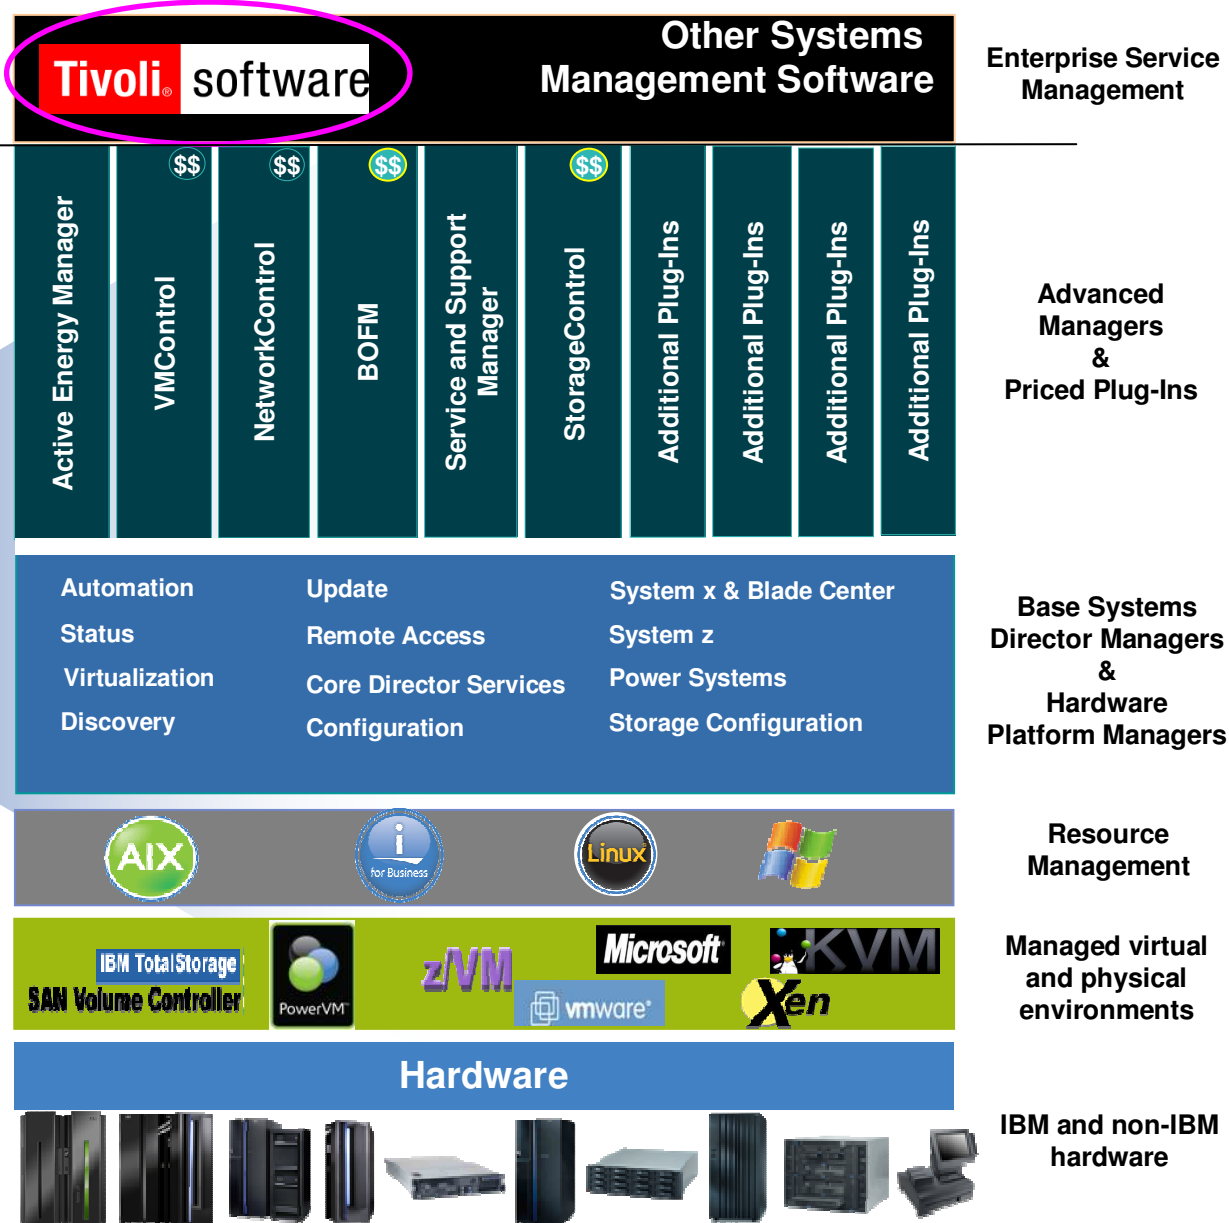 Tivoli® software
Other Systems
Management Software
Enterprise Service
Management
$$
$$
$$
$$
Active Energy Manager
VMControl
NetworkControl
BOFM
Service and Support
Manager
StorageControl
Additional Plug-Ins
Additional Plug-Ins
Additional Plug-Ins
Additional Plug-Ins
Advanced
Managers
&
Priced Plug-Ins
Automation
Status
Virtualization
Discovery
Update
Remote Access
Core Director Services
Configuration
System x & Blade Center
System z
Power Systems
Storage Configuration
Base Systems
Director Managers
&
Hardware
Platform Managers
AIX
i
for Business
Linux
Resource
Management
IBM TotalStorage
SAN Volume Controller
PowerVM™
z/VM
Microsoft®
vmware®
KVM
Xen
Managed virtual
and physical
environments
Hardware
IBM and non-IBM
hardware